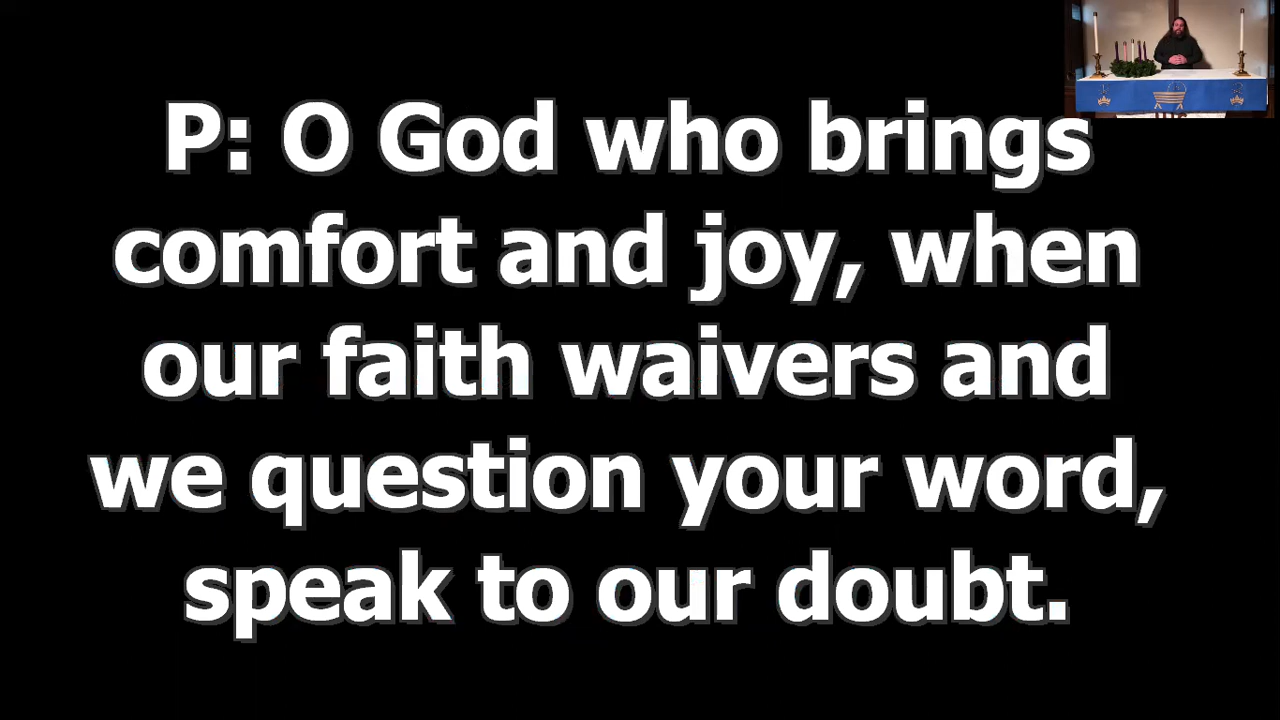 P: O God who brings
comfort and joy, when
our faith waivers and
we question your word,
speak to our doubt.